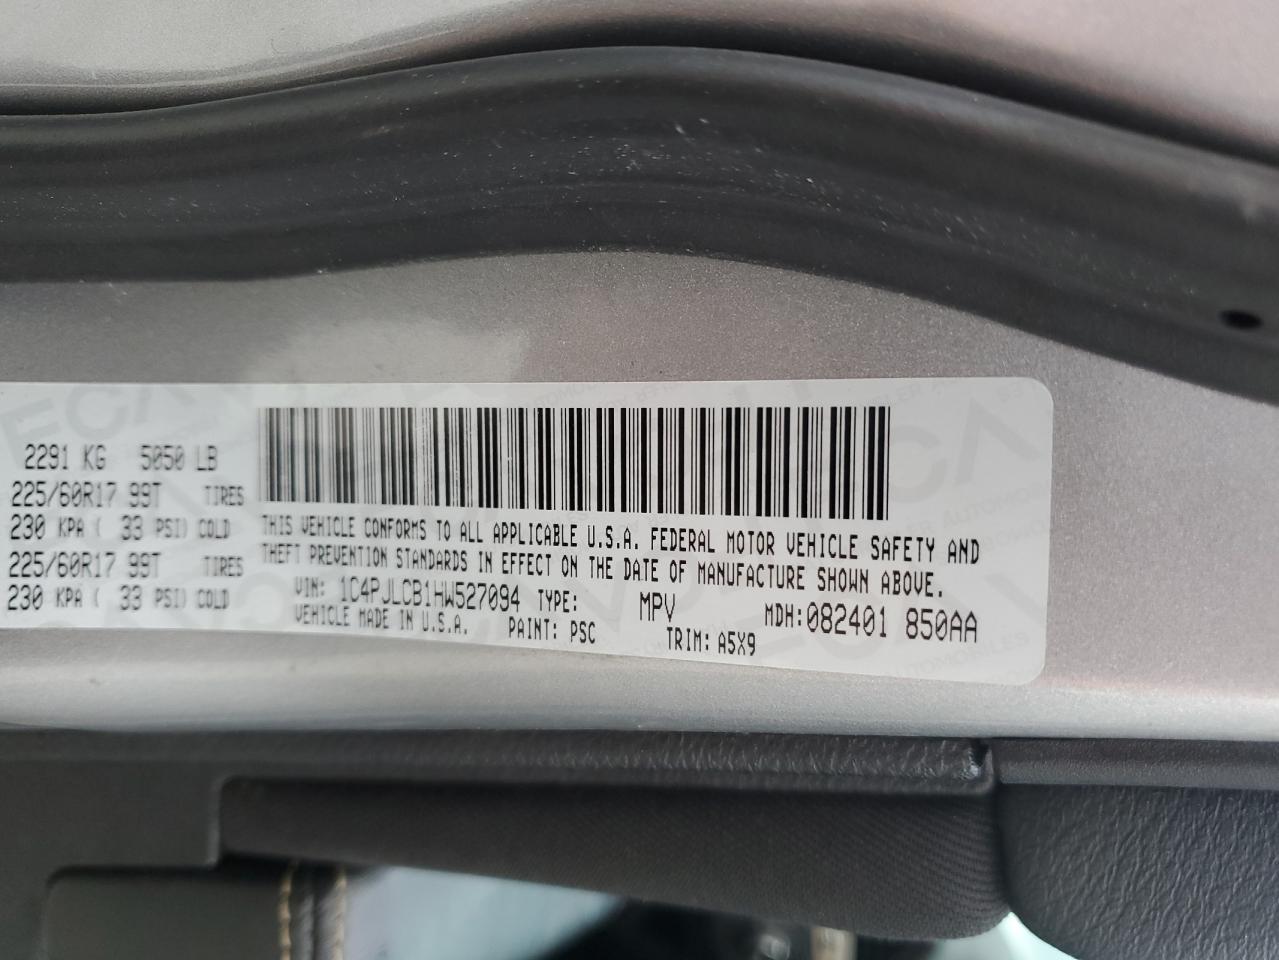 2291 KG 5050 LB
225/60R17 99T TIRES
230 KPA ( 33 PSI) COLD
225/60R17 99T TIRES
230 KPA ( 33 PSI) COLD
THIS VEHICLE CONFORMS TO ALL APPLICABLE U.S.A. FEDERAL MOTOR VEHICLE SAFETY AND
THEFT PREVENTION STANDARDS IN EFFECT ON THE DATE OF MANUFACTURE SHOWN ABOVE.
VIN: 1C4PJLCB1HW527094 TYPE: MPV MDH:082401 850AA
VEHICLE MADE IN U.S.A. PAINT: PSC TRIM: A5X9